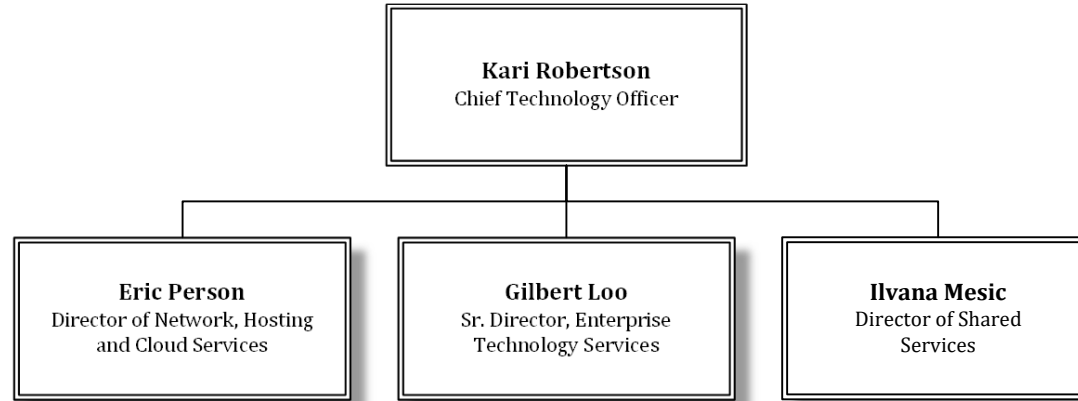 Kari Robertson
Chief Technology Officer
Eric Person
Director of Network, Hosting
and Cloud Services
Gilbert Loo
Sr. Director, Enterprise
Technology Services
Ilvana Mesic
Director of Shared
Services